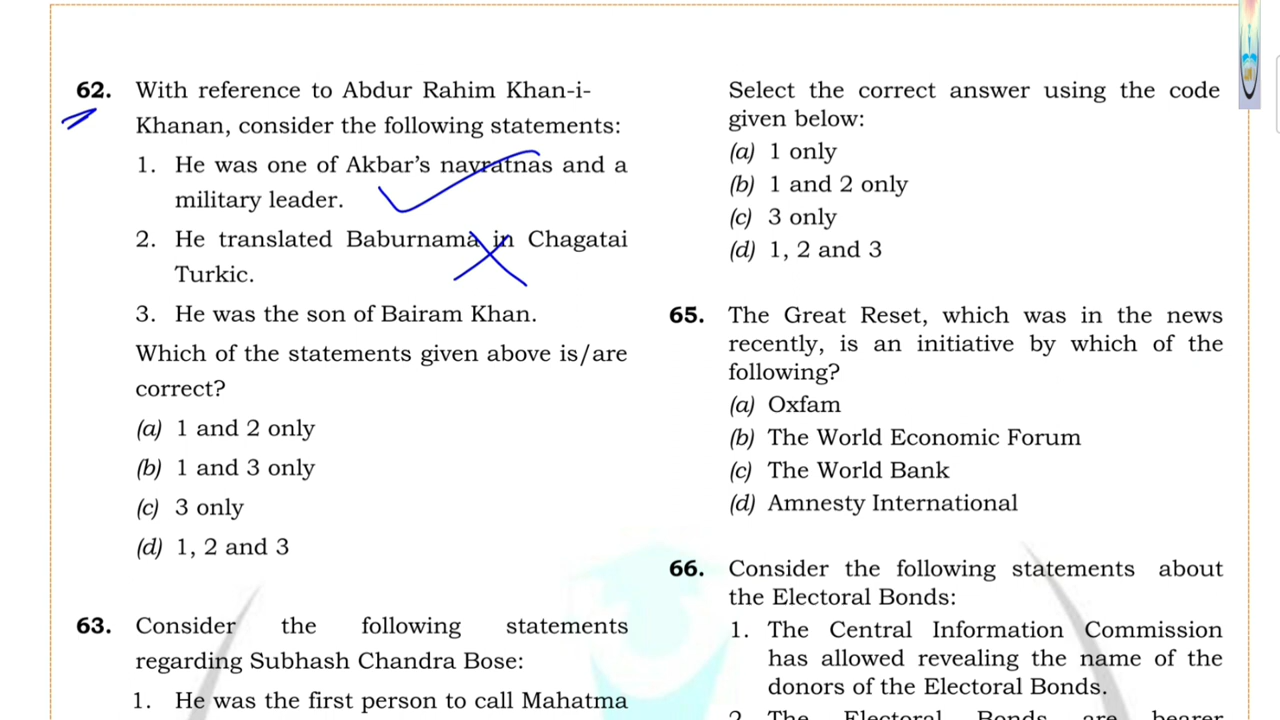 62. With reference to Abdur Rahim Khan-i-
Khanan, consider the following statements:
1. He was one of Akbar's navratnas and a
military leader.
2. He translated Baburnama in Chagatai
Turkic.
3. He was the son of Bairam Khan.
Which of the statements given above is/are
correct?
(a) 1 and 2 only
(b) 1 and 3 only
(c) 3 only
(d) 1, 2 and 3
63. Consider the following statements
regarding Subhash Chandra Bose:
1. He was the first person to call Mahatma
Select the correct answer using the code
given below:
(a) 1 only
(b) 1 and 2 only
(c) 3 only
(d) 1, 2 and 3
65. The Great Reset, which was in the news
recently, is an initiative by which of the
following?
(a) Oxfam
(b) The World Economic Forum
(c) The World Bank
(d) Amnesty International
66. Consider the following statements about
the Electoral Bonds:
1. The Central Information Commission
has allowed revealing the name of the
donors of the Electoral Bonds.
2. The Electoral Bonds are bearer